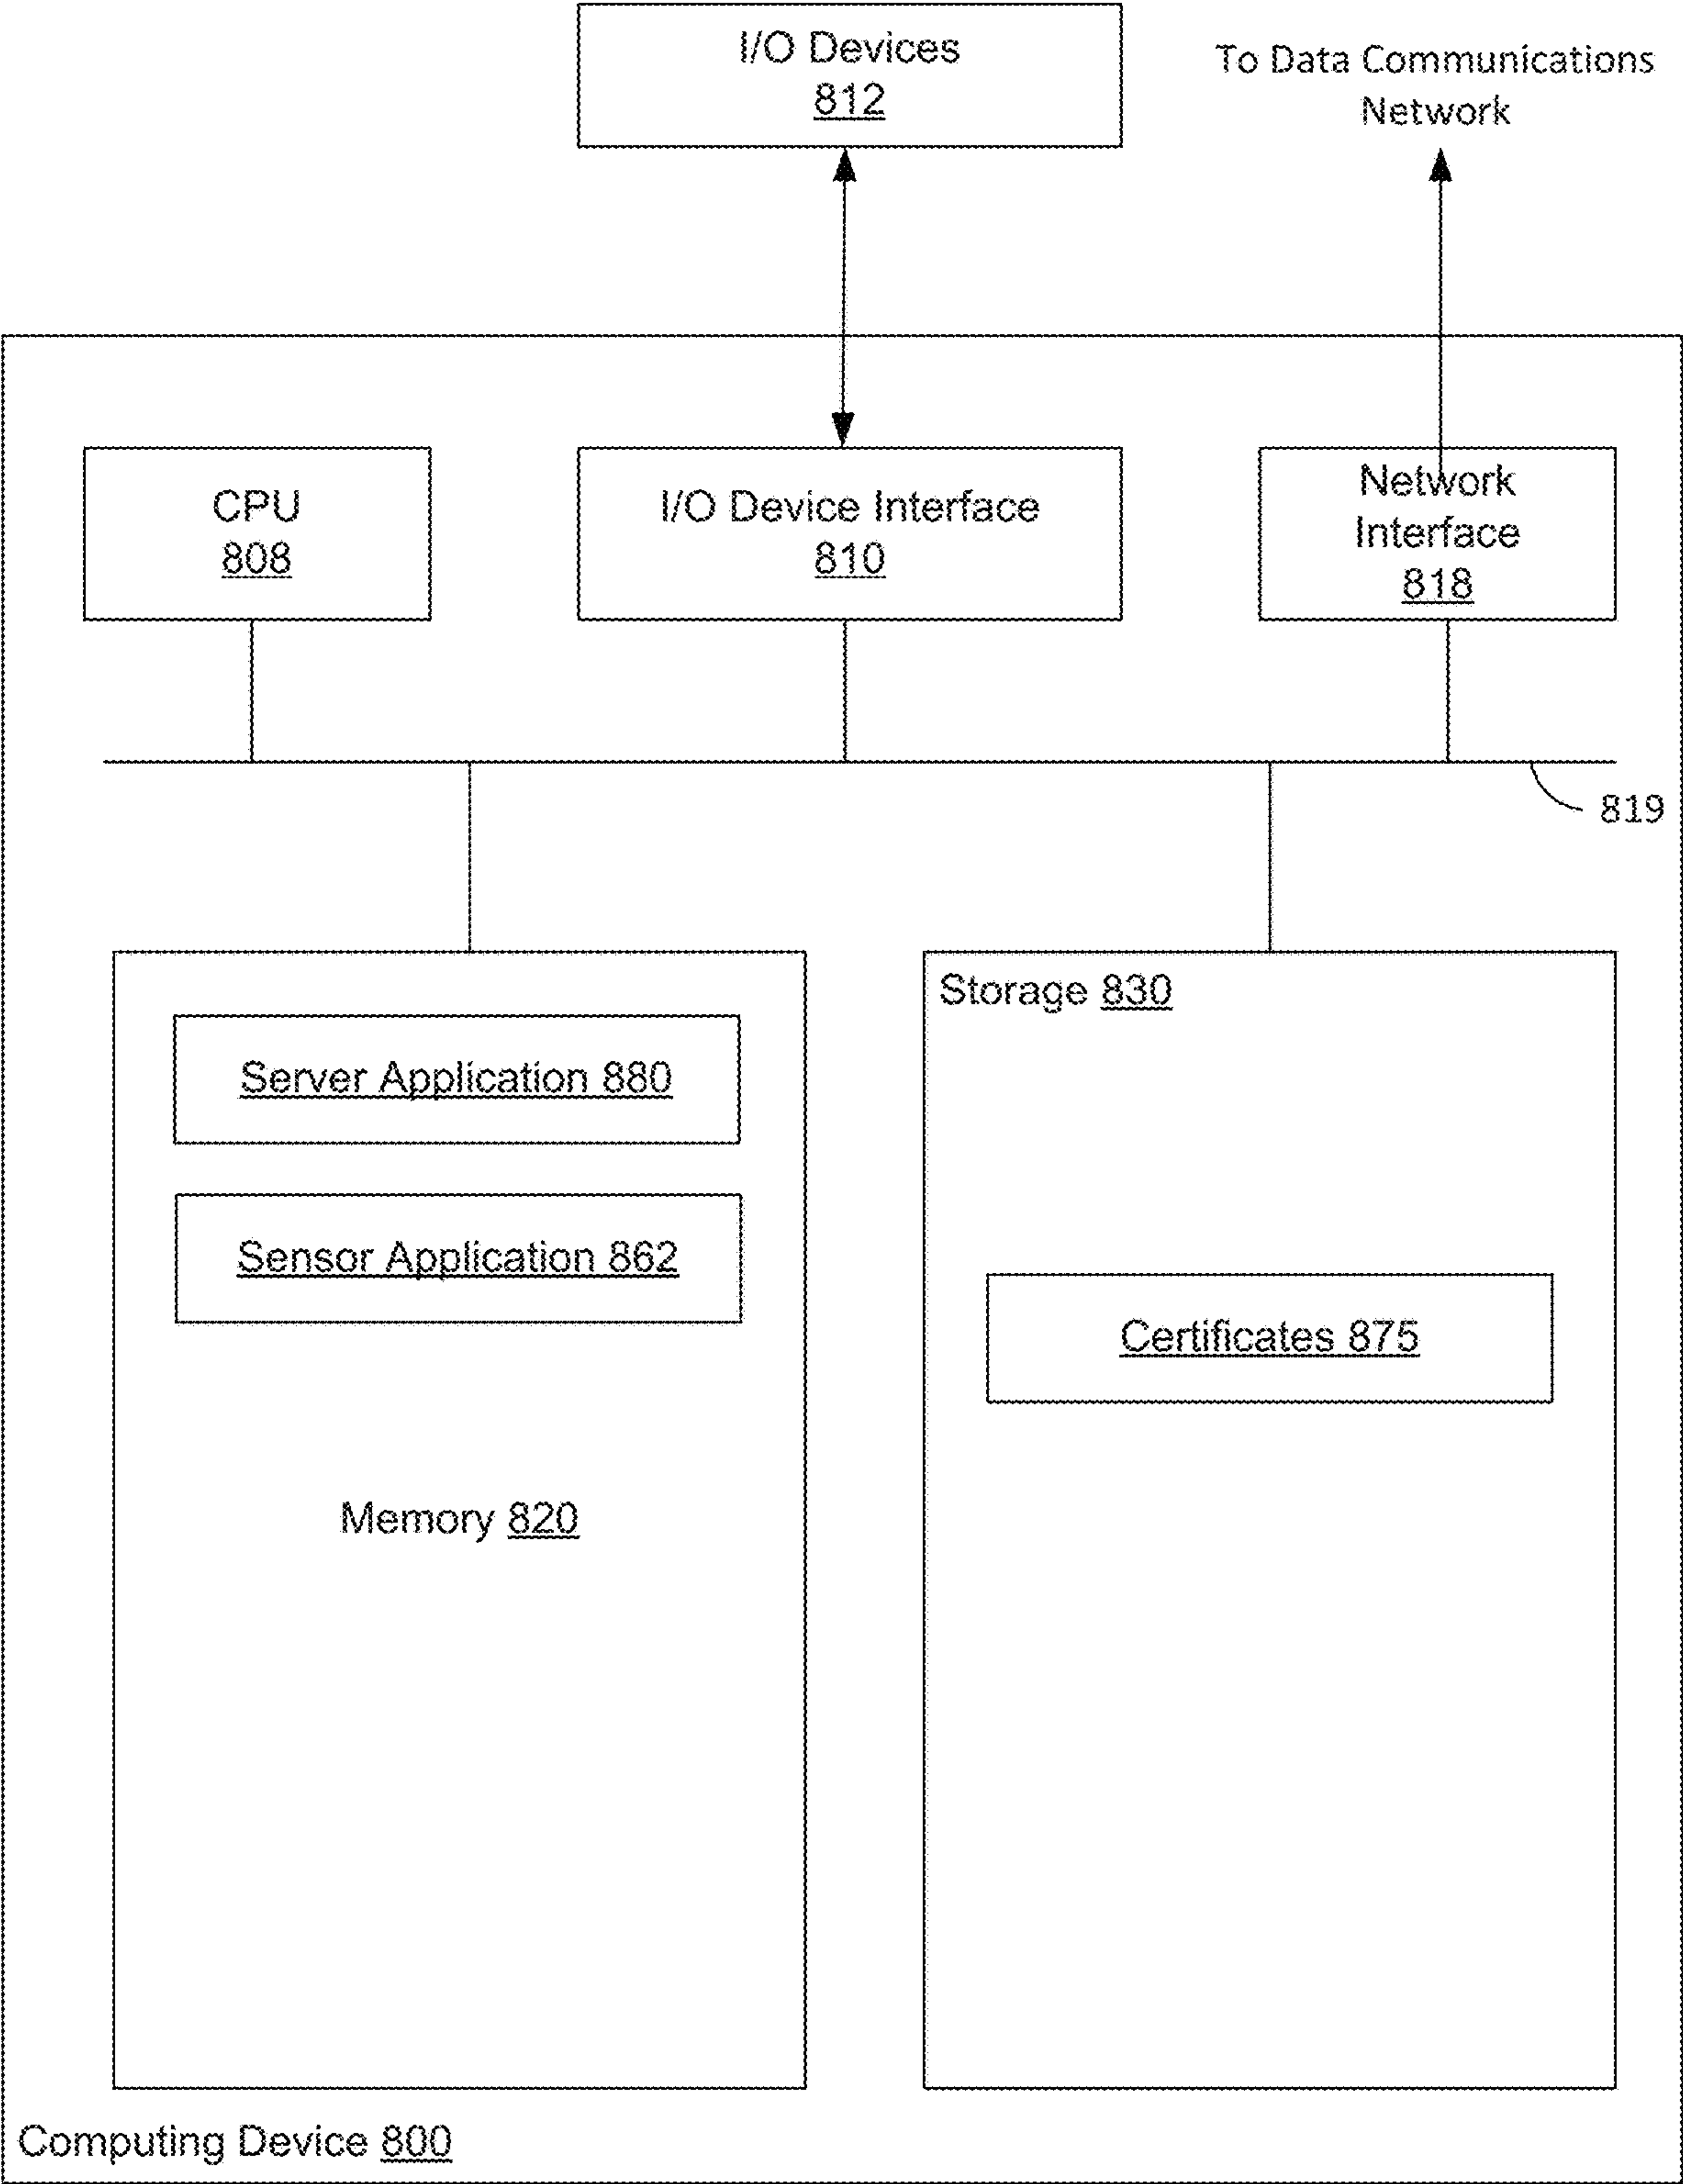 I/O Devices
812
To Data Communications
Network
CPU
808
I/O Device Interface
810
Network
Interface
818
819
Server Application 880
Sensor Application 862
Memory 820
Storage 830
Certificates 875
Computing Device 800